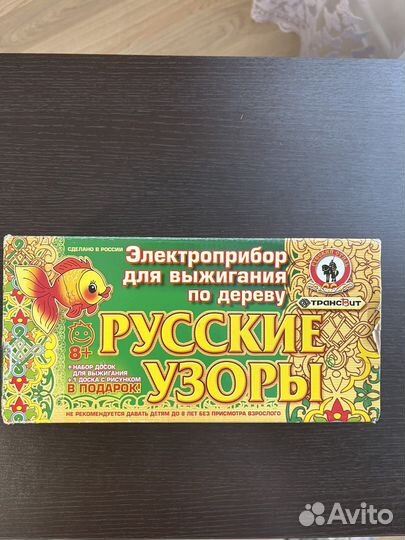 СДЕЛАНО В РОССИИ
Электроприбор
для выжигания
по дереву
ТРАНСВИТ
8+
РУССКИЕ
УЗОРЫ
+ НАБОР ДОСОК
ДЛЯ ВЫЖИГАНИЯ
+ 1 ДОСКА С РИСУНКОМ
В ПОДАРОК!
НЕ РЕКОМЕНДУЕТСЯ ДАВАТЬ ДЕТЯМ ДО 8 ЛЕТ БЕЗ ПРИСМОТРА ВЗРОСЛОГО
Avito